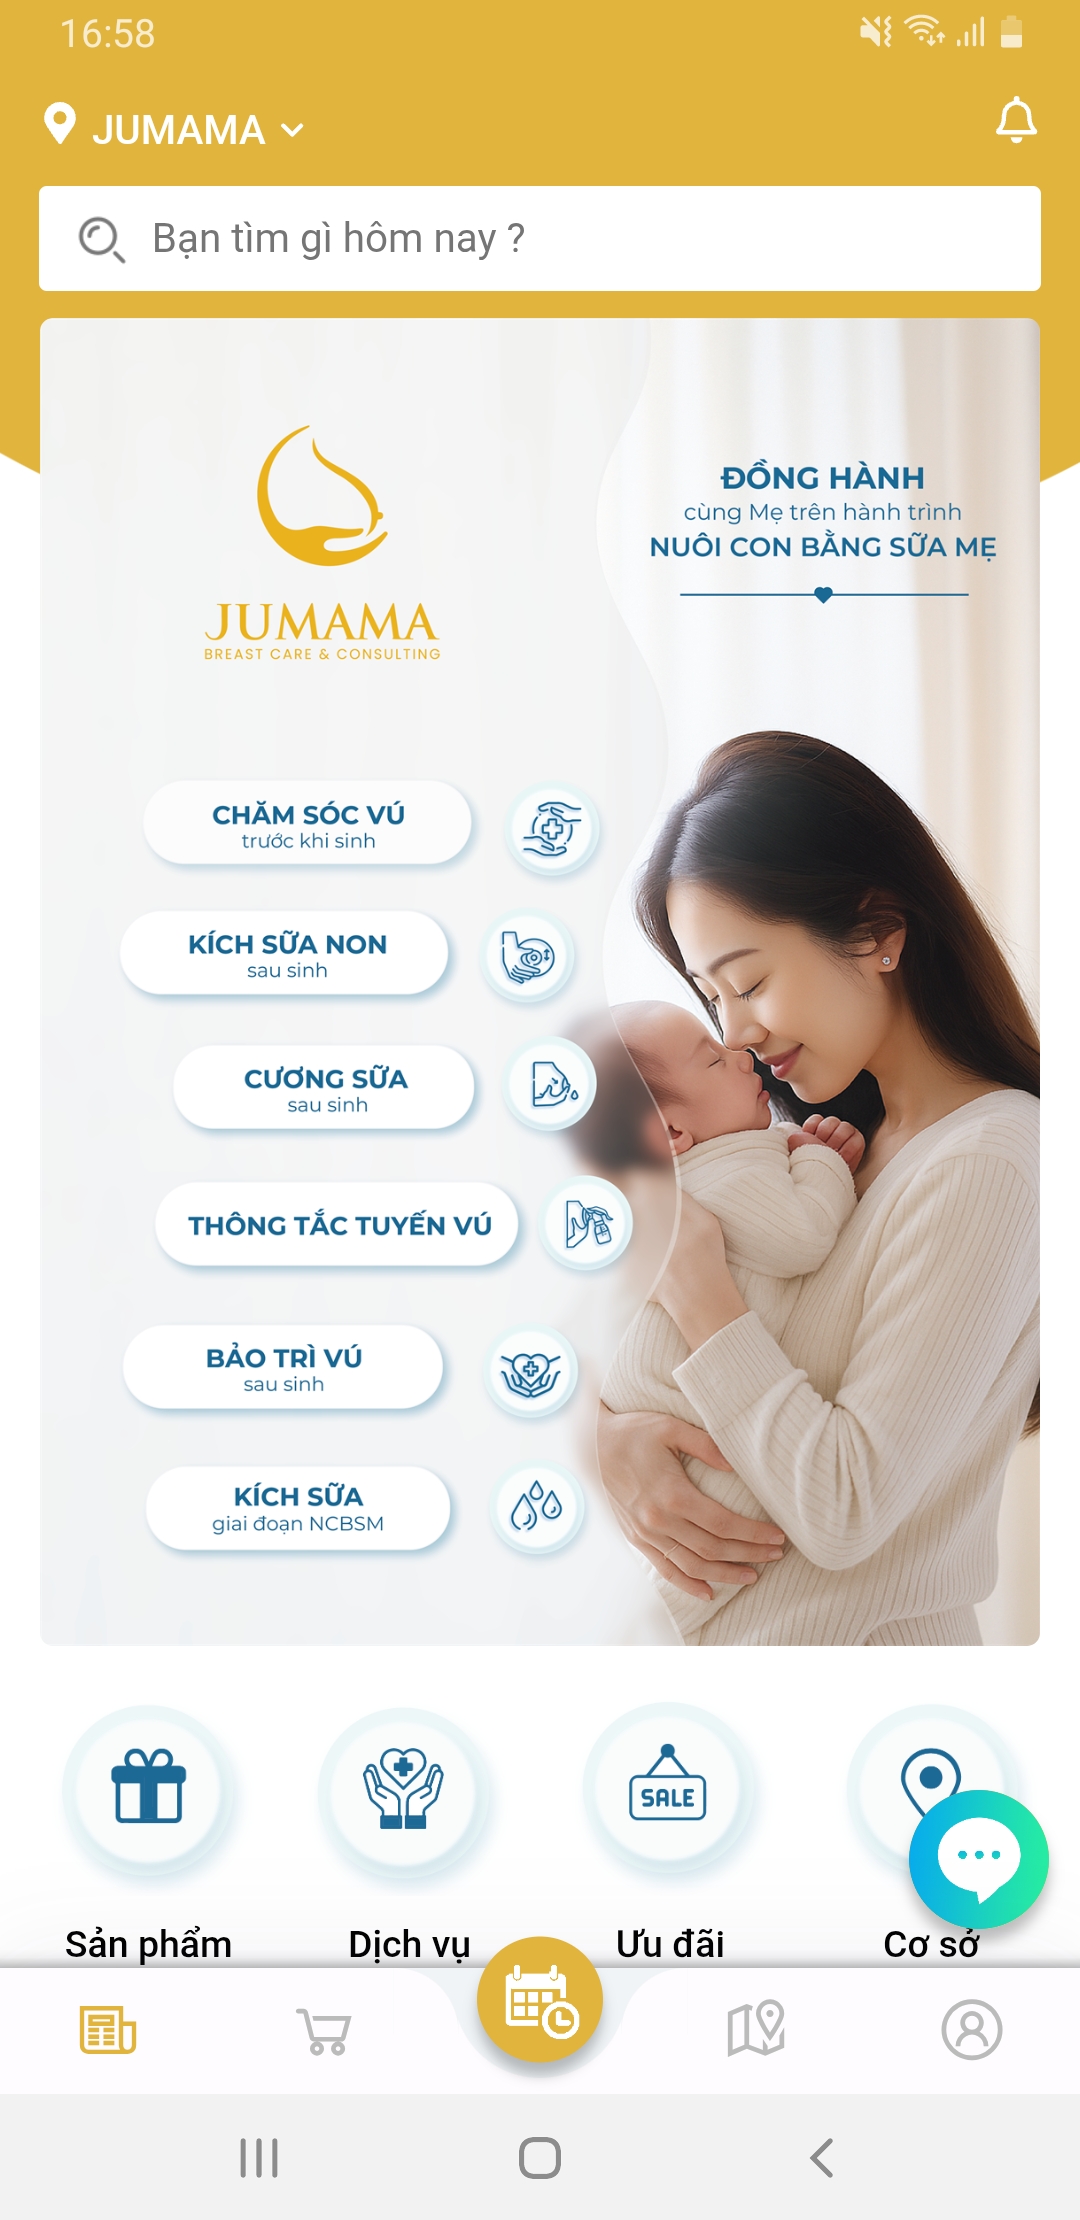 16:58
JUMAMA
Bạn tìm gì hôm nay ?
JUMAMA
BREAST CARE & CONSULTING
ĐỒNG HÀNH
cùng Mẹ trên hành trình
NUÔI CON BẰNG SỮA MẸ
CHĂM SÓC VÚ
trước khi sinh
KÍCH SỮA NON
sau sinh
CƯƠNG SỮA
sau sinh
THÔNG TẮC TUYẾN VÚ
BẢO TRÌ VÚ
sau sinh
KÍCH SỮA
giai đoạn NCBSM
SALE
Sản phẩm
Dịch vụ
Ưu đãi
Cơ sở